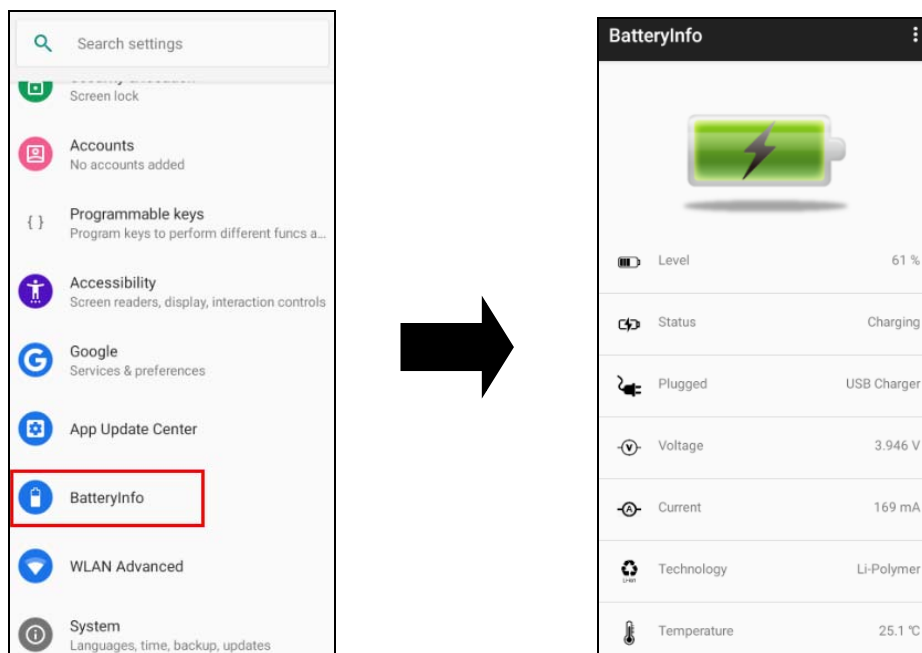 Search settings
Screen lock
Accounts
No accounts added
Programmable keys
Program keys to perform different funcs a...
Accessibility
Screen readers, display, interaction controls
Google
Services & preferences
App Update Center
BatteryInfo
WLAN Advanced
System
Languages, time, backup, updates
BatteryInfo
Level 61 %
Status Charging
Plugged USB Charger
Voltage 3.946 V
Current 169 mA
Technology Li-Polymer
Temperature 25.1 °C